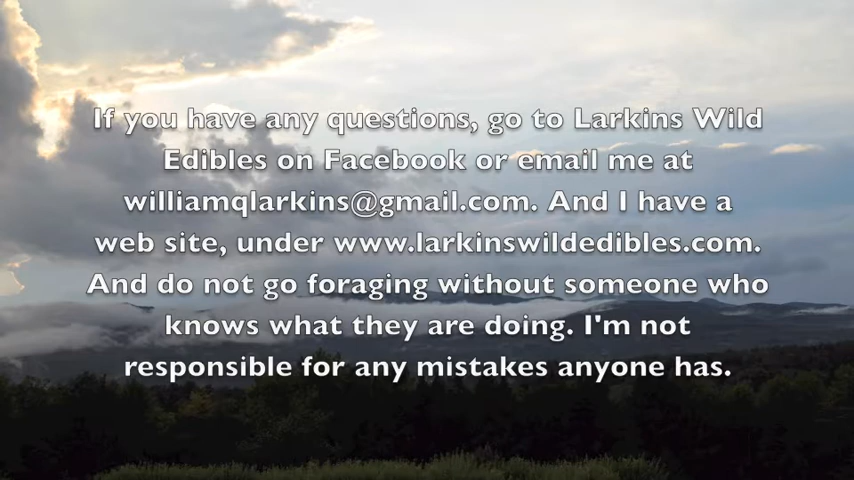 If you have any questions, go to Larkins Wild
Edibles on Facebook or email me at
williamqlarkins@gmail.com. And I have a
web site, under www.larkinswildedibles.com.
And do not go foraging without someone who
knows what they are doing. I'm not
responsible for any mistakes anyone has.